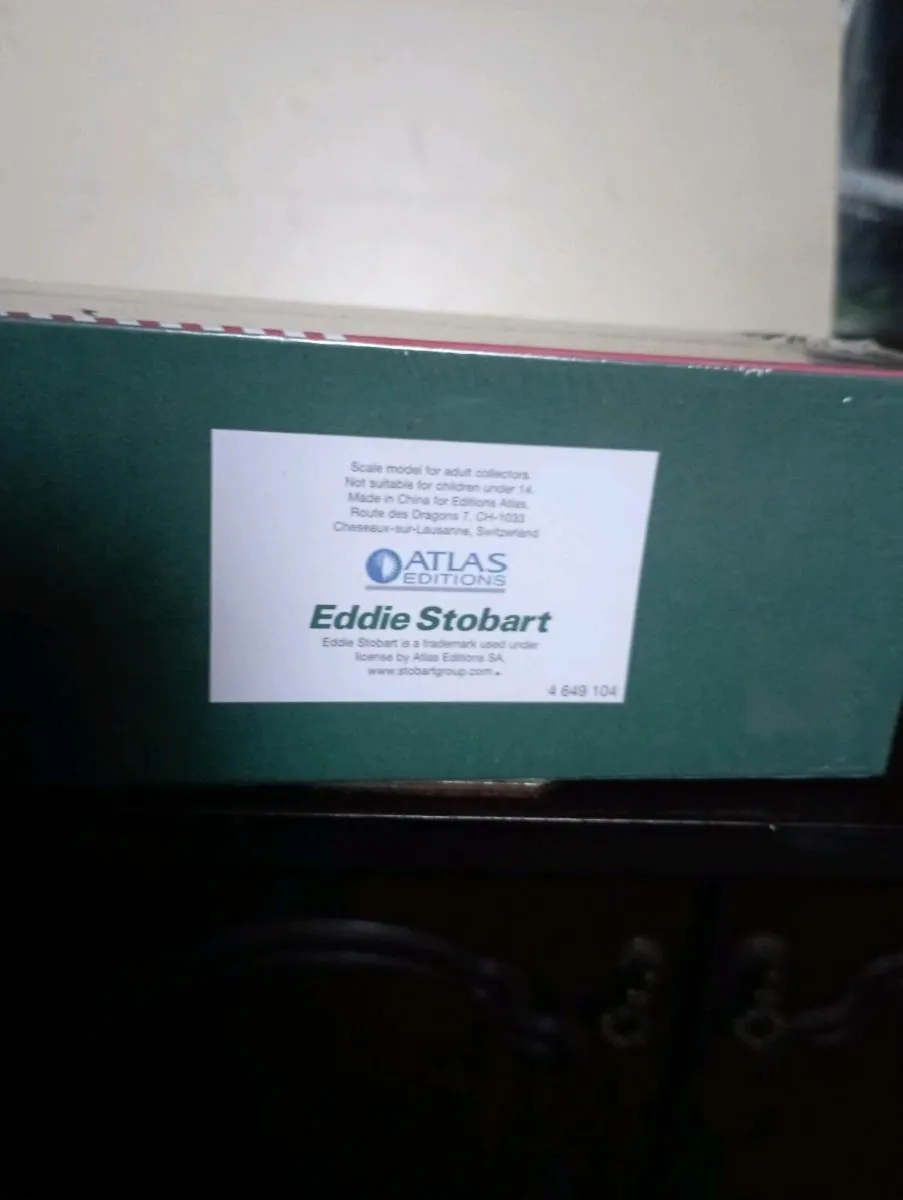 Scale model for adult collectors.
Not suitable for children under 14.
Made in China for Editions Atlas.
Route des Dragons 7, CH-1033
Cheseaux-sur-Lausanne, Switzerland
ATLAS
EDITIONS
Eddie Stobart
Eddie Stobart is a trademark used under
license by Atlas Editions SA.
www.stobartgroup.com
4 649 104